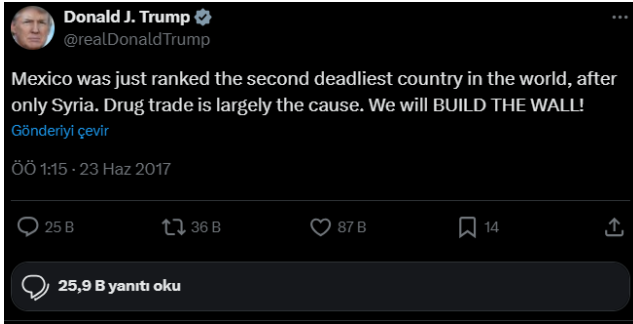 Donald J. Trump
@realDonaldTrump
Mexico was just ranked the second deadliest country in the world, after
only Syria. Drug trade is largely the cause. We will BUILD THE WALL!
Gönderiyi çevir
ÖÖ 1:15 · 23 Haz 2017
25 B 36 B 87 B 14
25,9 B yanıtı oku